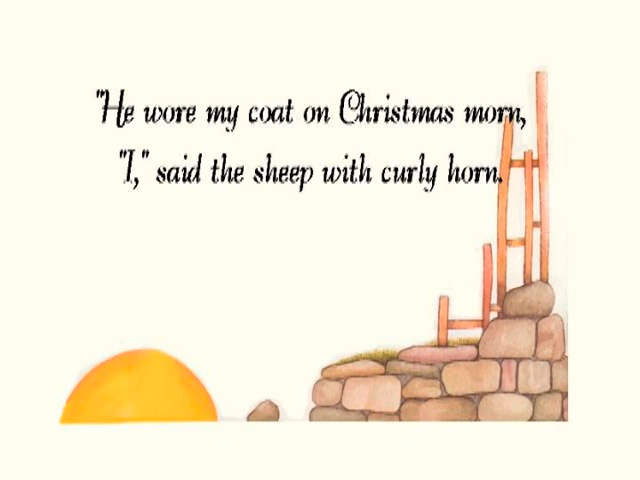 "He wore my coat on Christmas morn,
"I," said the sheep with curly horn.